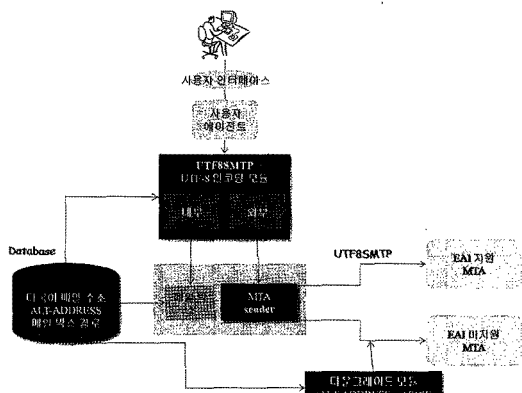 사용자 인터페이스
사용자
에이전트
UTF8SMTP
UTF-8 인코딩 모듈
내부
외부
Database
UTF8SMTP
EAI 지원
MTA
다국어 메일 주소
ALT-ADDRESS
메일 박스 경로
MTA
sender
EAI 미지원
MTA
다운그레이드 모듈